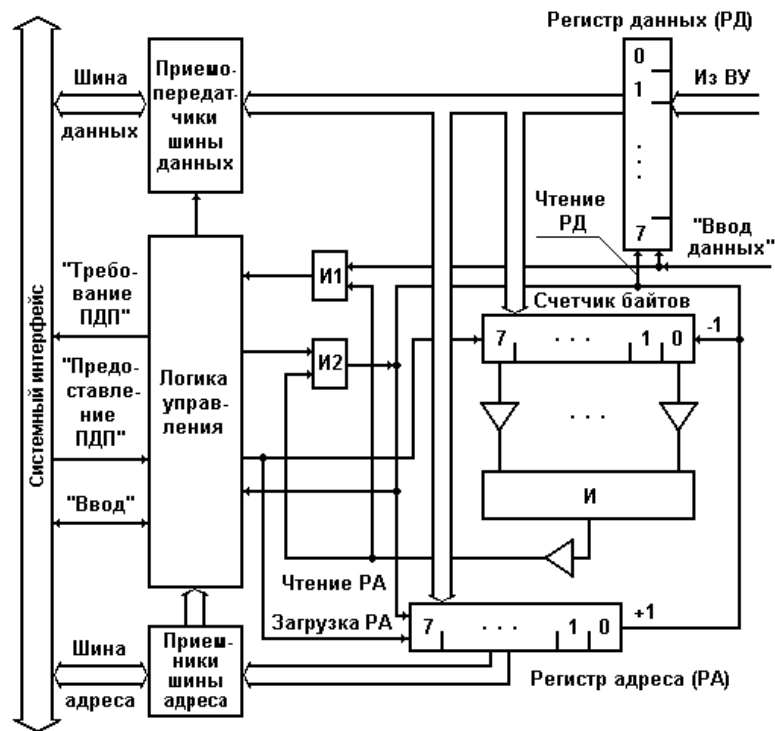 Регистр данных (РД)
Шина
данных
Приемо-
передат-
чики
шины
данных
0
1
.
.
.
7
Из ВУ
Чтение
РД
"Ввод
данных"
Системный интерфейс
"Требо-
вание
ПДП"
"Предо-
ставле-
ние
ПДП"
"Ввод"
Логика
управ-
ления
И1
И2
Счетчик байтов
7 . . . 1 0
-1
. . .
И
Чтение РА
Загрузка РА
7 . . . 1 0
+1
Регистр адреса (РА)
Шина
адреса
Прием-
ники
шины
адреса